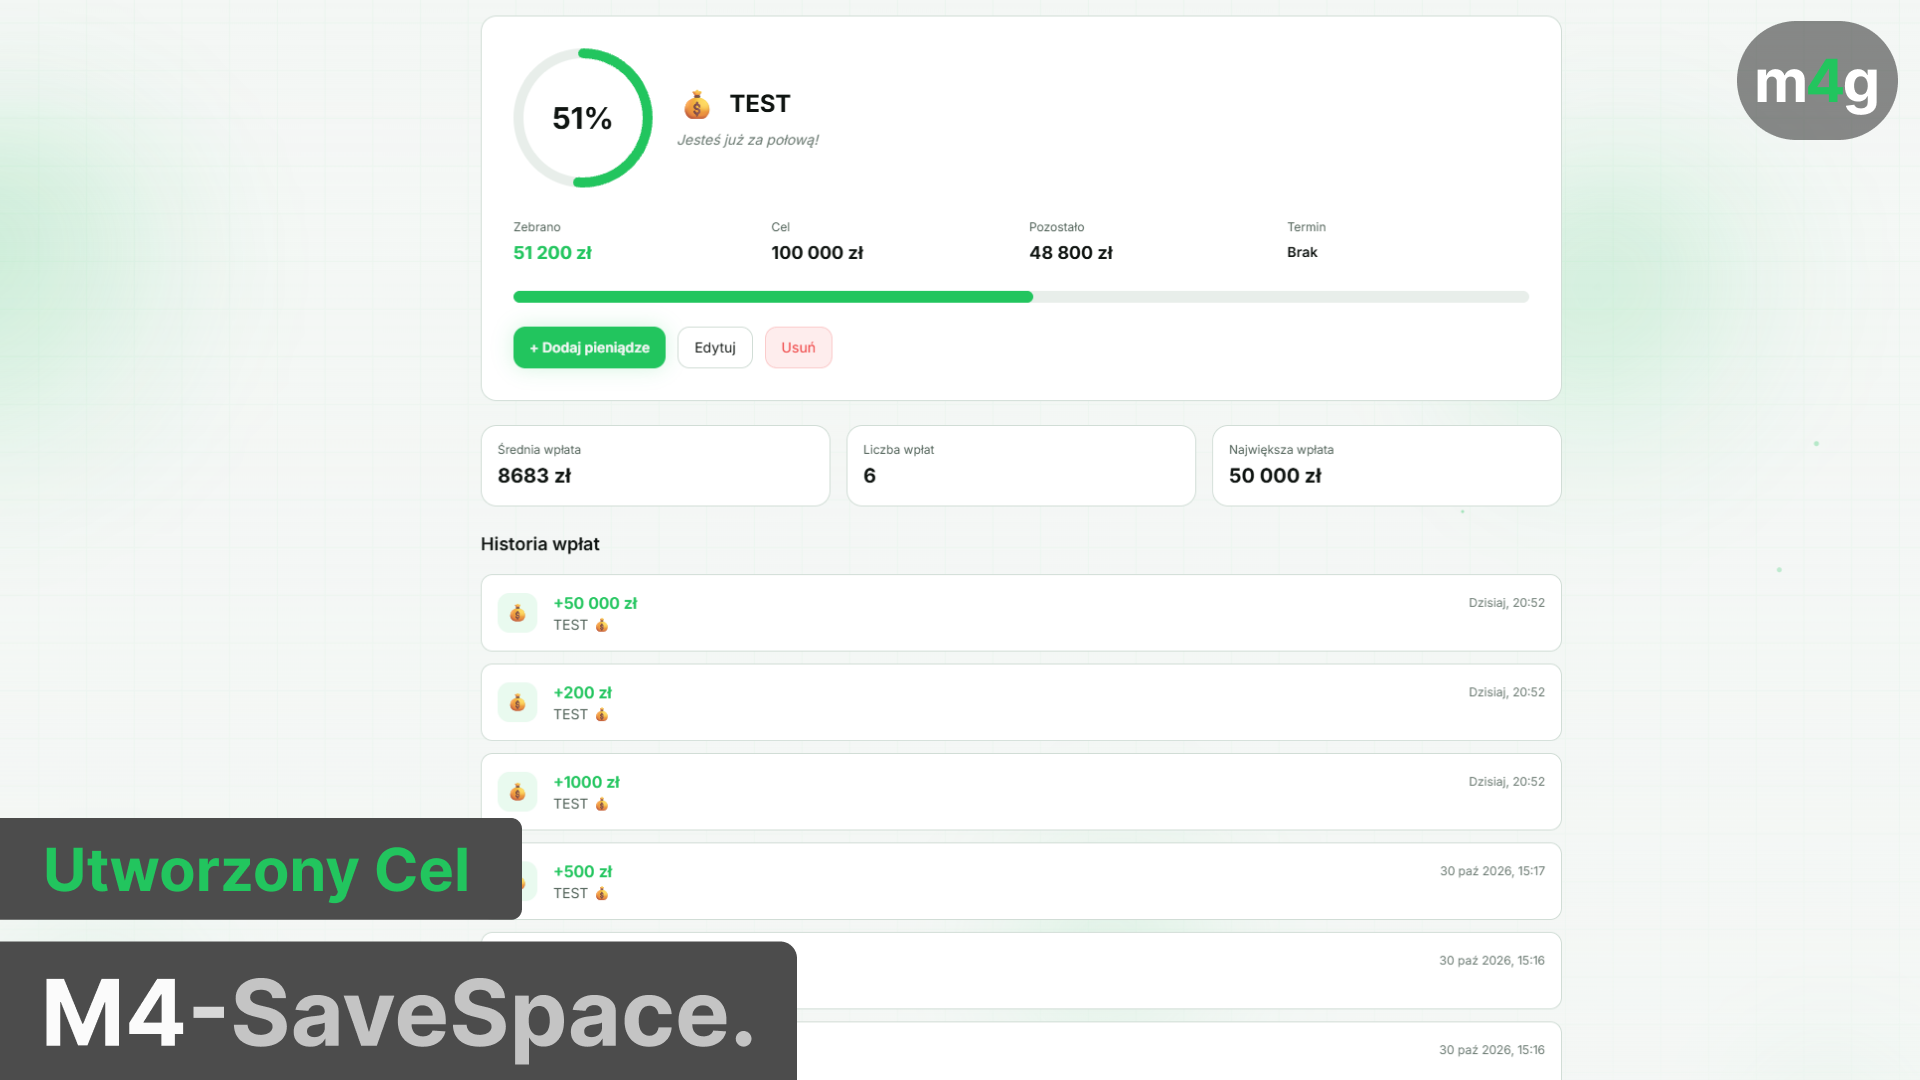 m4g
51%
TEST
Jesteś już za połową!
Zebrano
51 200 zł
Cel
100 000 zł
Pozostało
48 800 zł
Termin
Brak
+ Dodaj pieniądze
Edytuj
Usuń
Średnia wpłata
8683 zł
Liczba wpłat
6
Największa wpłata
50 000 zł
Historia wpłat
+50 000 zł
TEST
Dzisiaj, 20:52
+200 zł
TEST
Dzisiaj, 20:52
+1000 zł
TEST
Dzisiaj, 20:52
+500 zł
TEST
30 paź 2026, 15:17
30 paź 2026, 15:16
30 paź 2026, 15:16
Utworzony Cel
M4-SaveSpace.